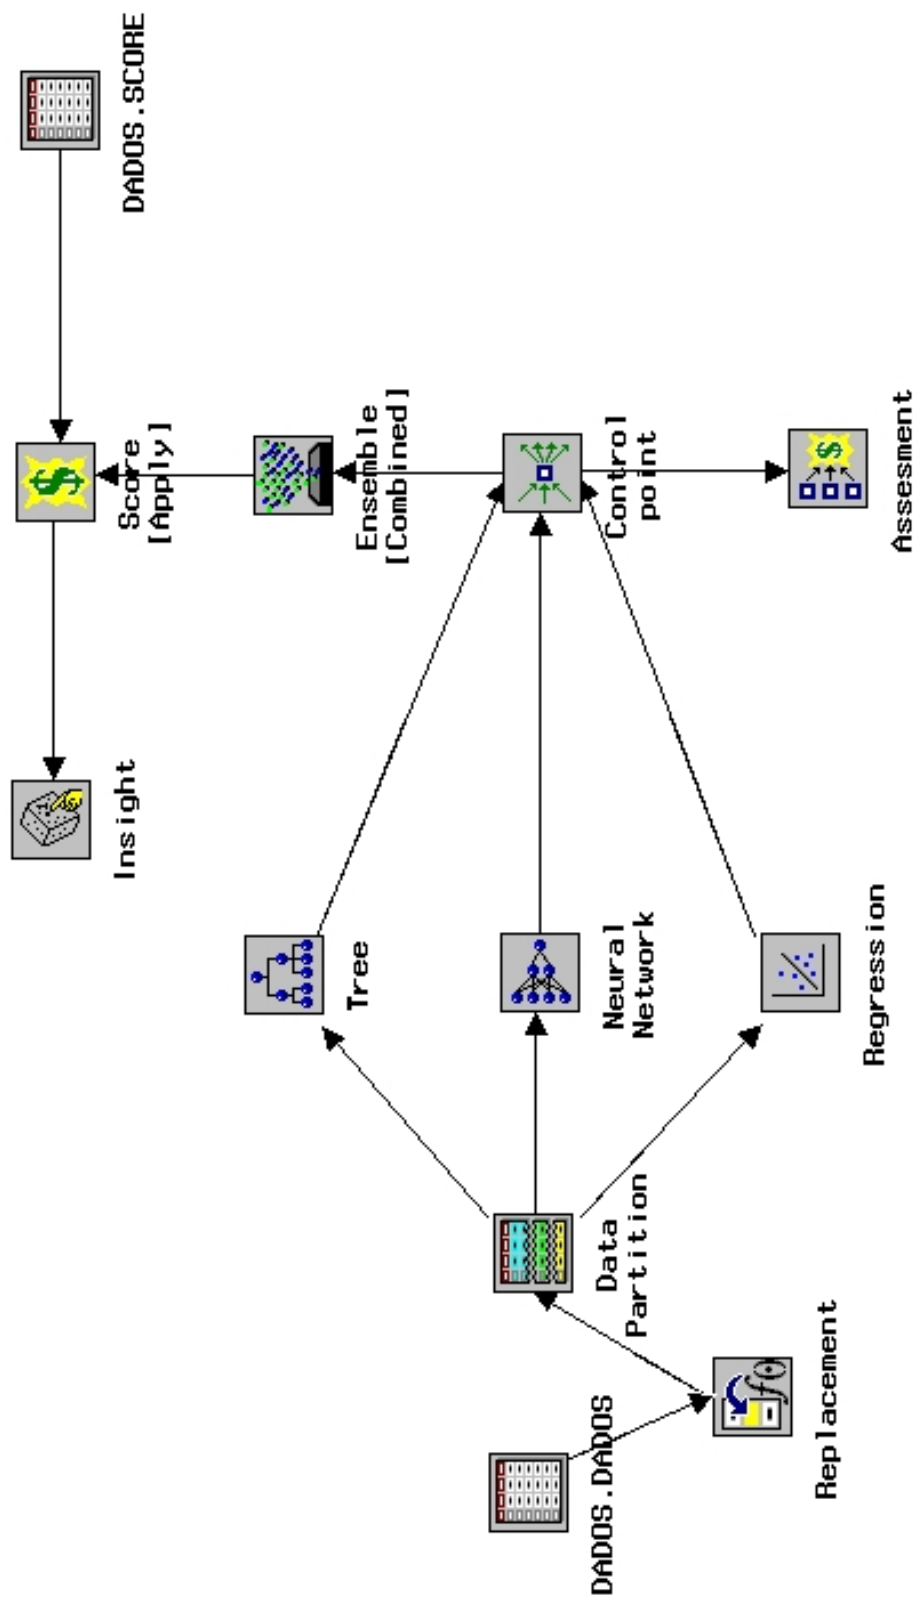 DADOS.DADOS
Replacement
Data
Partition
Tree
Neural
Network
Regression
Control
point
Assesment
Ensemble
[Combined]
Score
[Apply]
Insight
DADOS.SCORE